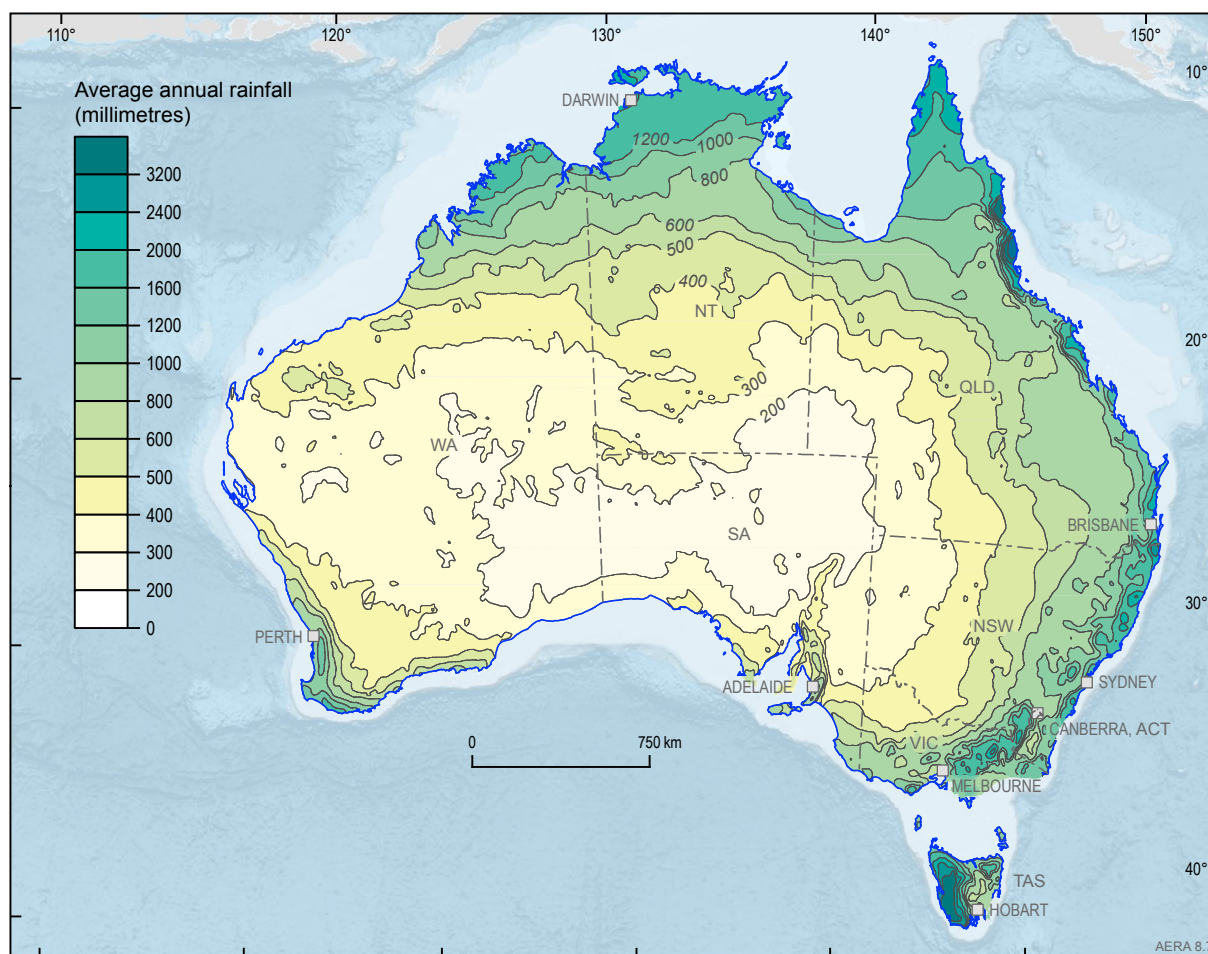 110°
120°
130°
140°
150°
10°
20°
30°
40°
Average annual rainfall
(millimetres)
3200
2400
2000
1600
1200
1000
800
600
500
400
300
200
0
DARWIN
1200
1000
800
600
500
400
NT
300
200
QLD
WA
SA
BRISBANE
NSW
PERTH
ADELAIDE
SYDNEY
CANBERRA, ACT
VIC
MELBOURNE
0
750 km
TAS
HOBART
AERA 8.7